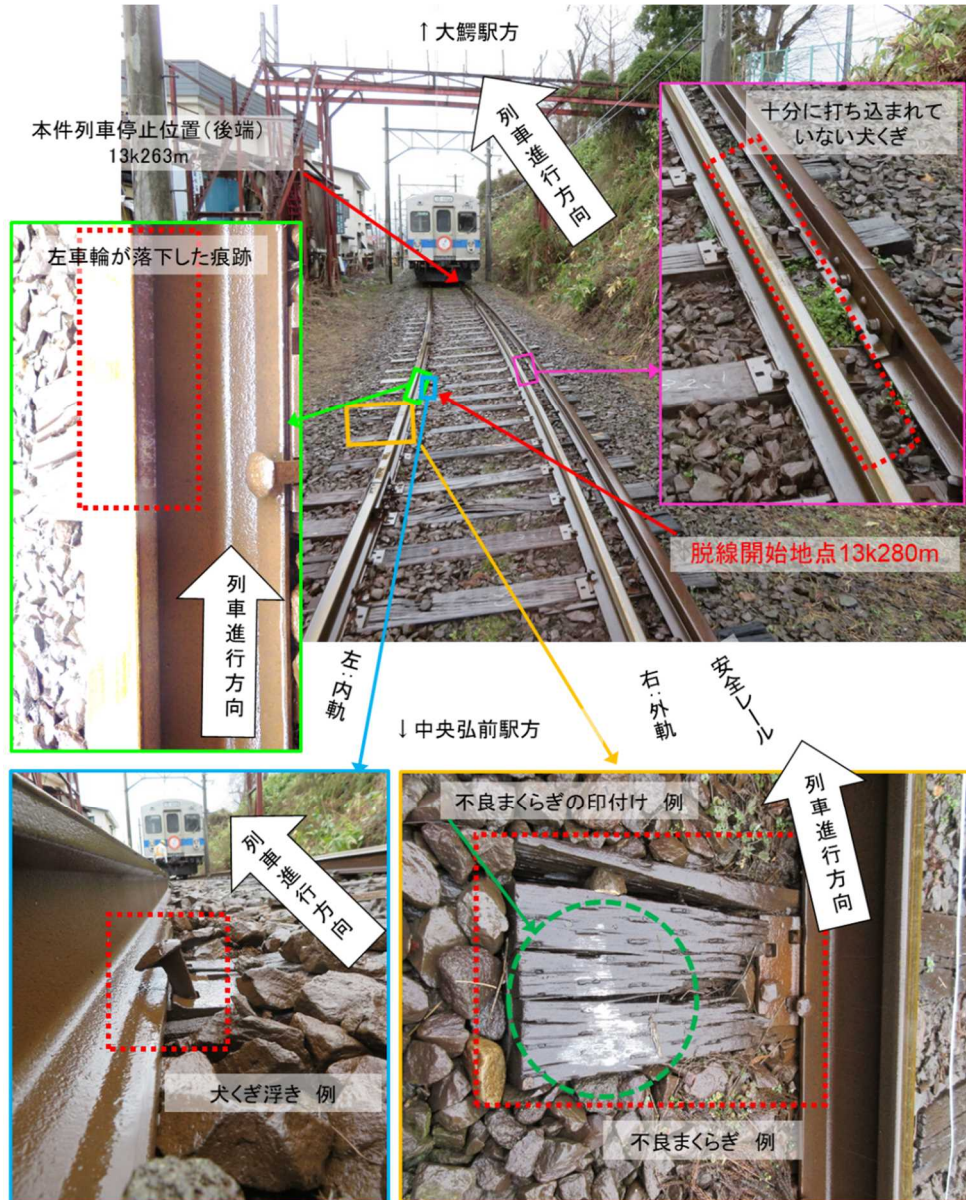 ↑大鰐駅方
列車進行方向
本件列車停止位置(後端)
13k263m
十分に打ち込まれて
いない犬くぎ
左車輪が落下した痕跡
列車進行方向
脱線開始地点13k280m
左:内軌
右:外軌
安全レール
↓中央弘前駅方
列車進行方向
犬くぎ浮き 例
不良まくらぎの印付け 例
列車進行方向
不良まくらぎ 例